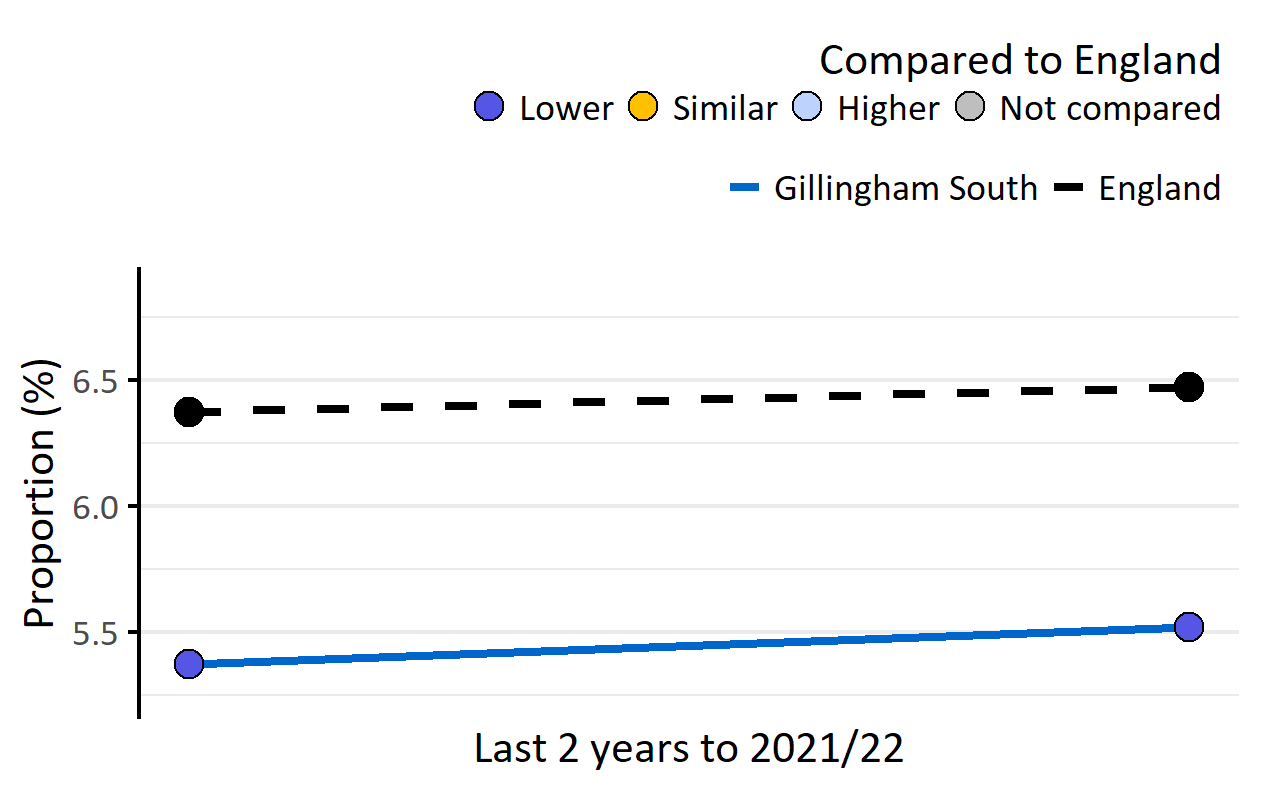 Compared to England
Lower Similar Higher Not compared
Gillingham South England
Proportion (%)
6.5
6.0
5.5
Last 2 years to 2021/22